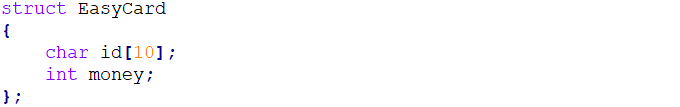 struct EasyCard
{
    char id[10];
    int money;
};